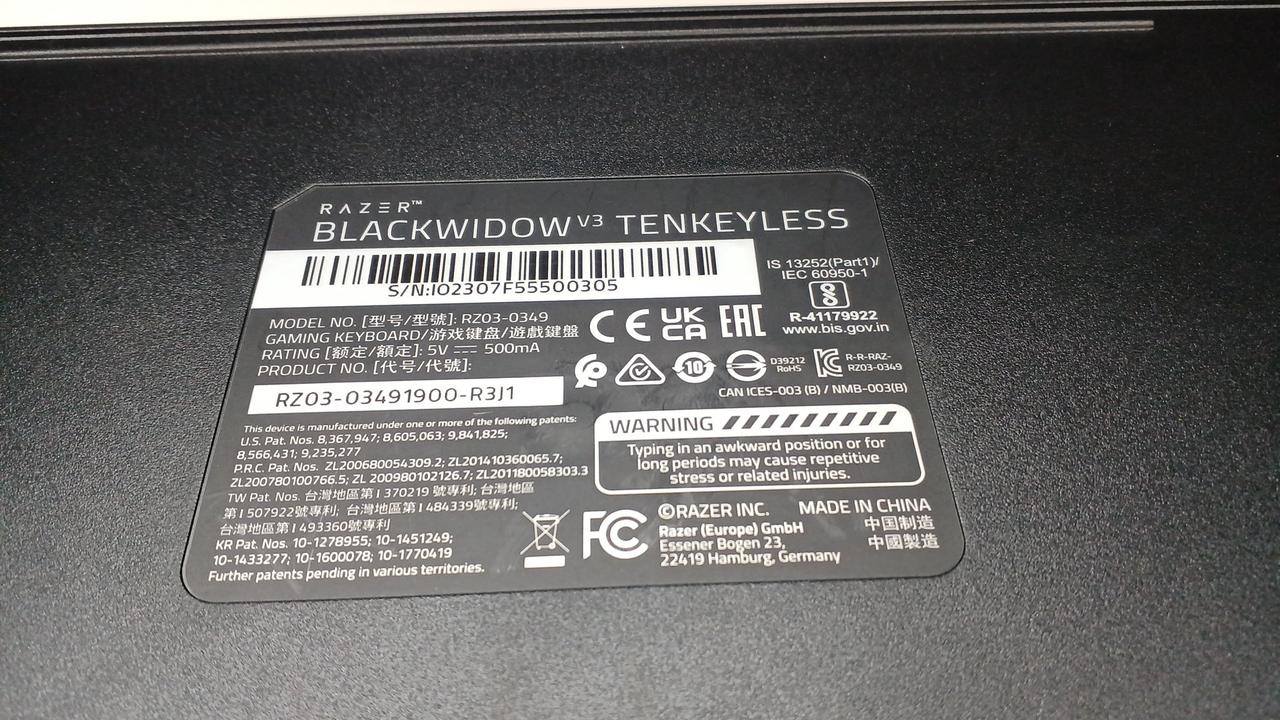 RAZER™
BLACKWIDOW V3 TENKEYLESS
S/N:IO2307F55500305
IS 13252(Part1)/
IEC 60950-1
R-41179922
www.bis.gov.in
MODEL NO. [型号/型號]: RZ03-0349
GAMING KEYBOARD/游戏键盘/遊戲鍵盤
RATING [额定/額定]: 5V ⎓ 500mA
PRODUCT NO. [代号/代號]:
RZ03-03491900-R3J1
CE UK CA EAC
10
D39212
RoHS
R-R-RAZ-
RZ03-0349
CAN ICES-003 (B) / NMB-003(B)
This device is manufactured under one or more of the following patents:
U.S. Pat. Nos. 8,367,947; 8,605,063; 9,841,825;
8,566,431; 9,235,277
P.R.C. Pat. Nos. ZL200680054309.2; ZL201410360065.7;
ZL200780100766.5; ZL 200980102126.7; ZL201180058303.3
TW Pat. Nos. 台灣地區第 I 370219 號專利; 台灣地區
第 I 507922號專利; 台灣地區第 I 484339號專利;
台灣地區第 I 493360號專利
KR Pat. Nos. 10-1278955; 10-1451249;
10-1433277; 10-1600078; 10-1770419
Further patents pending in various territories.
WARNING
Typing in an awkward position or for
long periods may cause repetitive
stress or related injuries.
FC
©RAZER INC.
Razer (Europe) GmbH
Essener Bogen 23,
22419 Hamburg, Germany
MADE IN CHINA
中国制造
中國製造